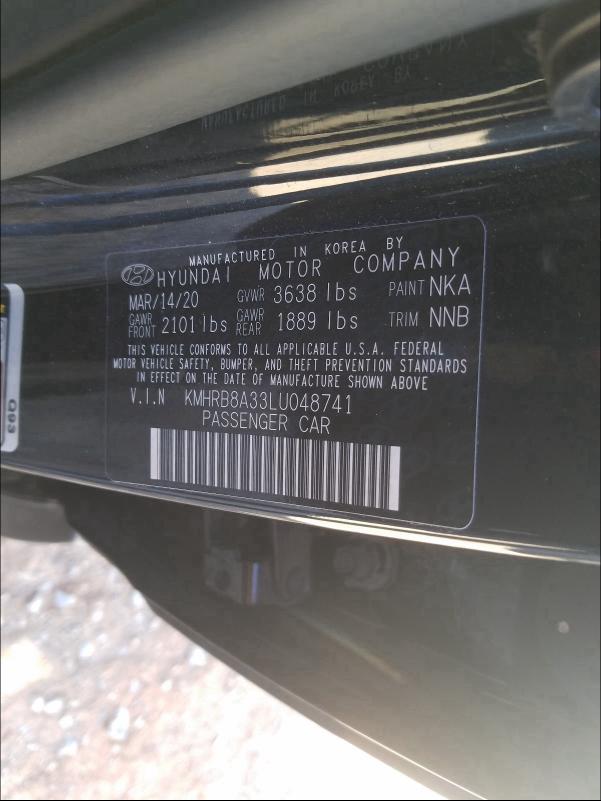 MANUFACTURED IN KOREA BY
HYUNDAI MOTOR COMPANY
MAR/14/20 GVWR 3638 lbs PAINT NKA
GAWR FRONT 2101 lbs GAWR REAR 1889 lbs TRIM NNB
THIS VEHICLE CONFORMS TO ALL APPLICABLE U.S.A. FEDERAL
MOTOR VEHICLE SAFETY, BUMPER, AND THEFT PREVENTION STANDARDS
IN EFFECT ON THE DATE OF MANUFACTURE SHOWN ABOVE
V.I.N KMHRB8A33LU048741
PASSENGER CAR